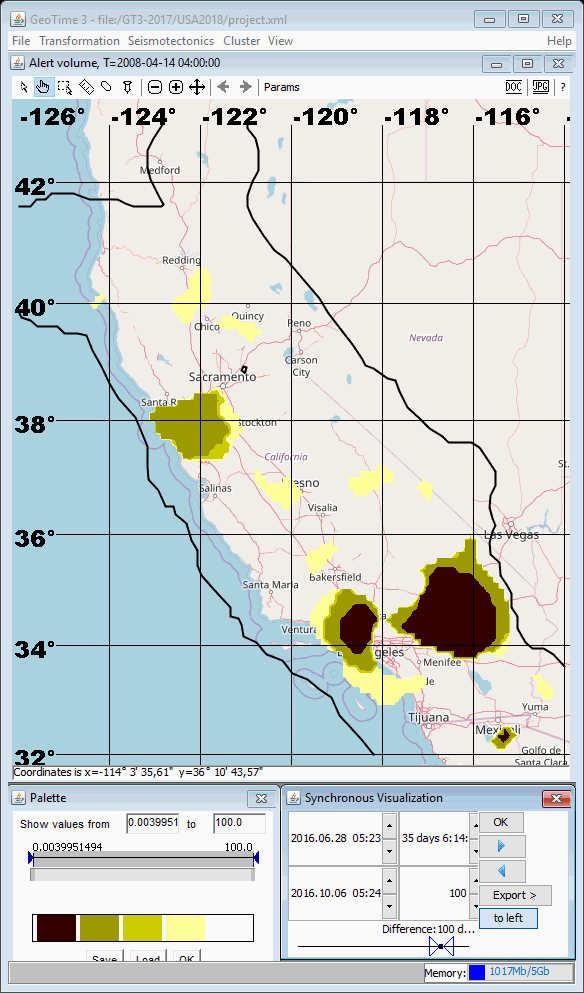 GeoTime 3 - file:/GT3-2017/USA2018/project.xml
File Transformation Seismotectonics Cluster View Help
Alert volume, T=2008-04-14 04:00:00
Params DOC JPG ?
-126° -124° -122° -120° -118° -116°
Medford
42°
Redding
40°
Quincy
Chico
Reno
Carson
City
Nevada
Sacramento
Santa R
38°
Stockton
California
esno
Salinas
Visalia
St.
36°
Las Vegas
Bakersfield
Santa Maria
Ventura
34°
geles
Menifee
Yuma
Tijuana
Mexi li
32°
Golfo de
Santa Clara
Coordinates is x=-114° 3' 35,61" y=36° 10' 43,57"
Palette
Show values from 0.0039951 to 100.0
0.0039951494 100.0
Save Load OK
Synchronous Visualization
2016.06.28 05:23 35 days 6:14: OK
2016.10.06 05:24 100
Export >
to left
Difference:100 d...
Memory: 1017Mb/5Gb